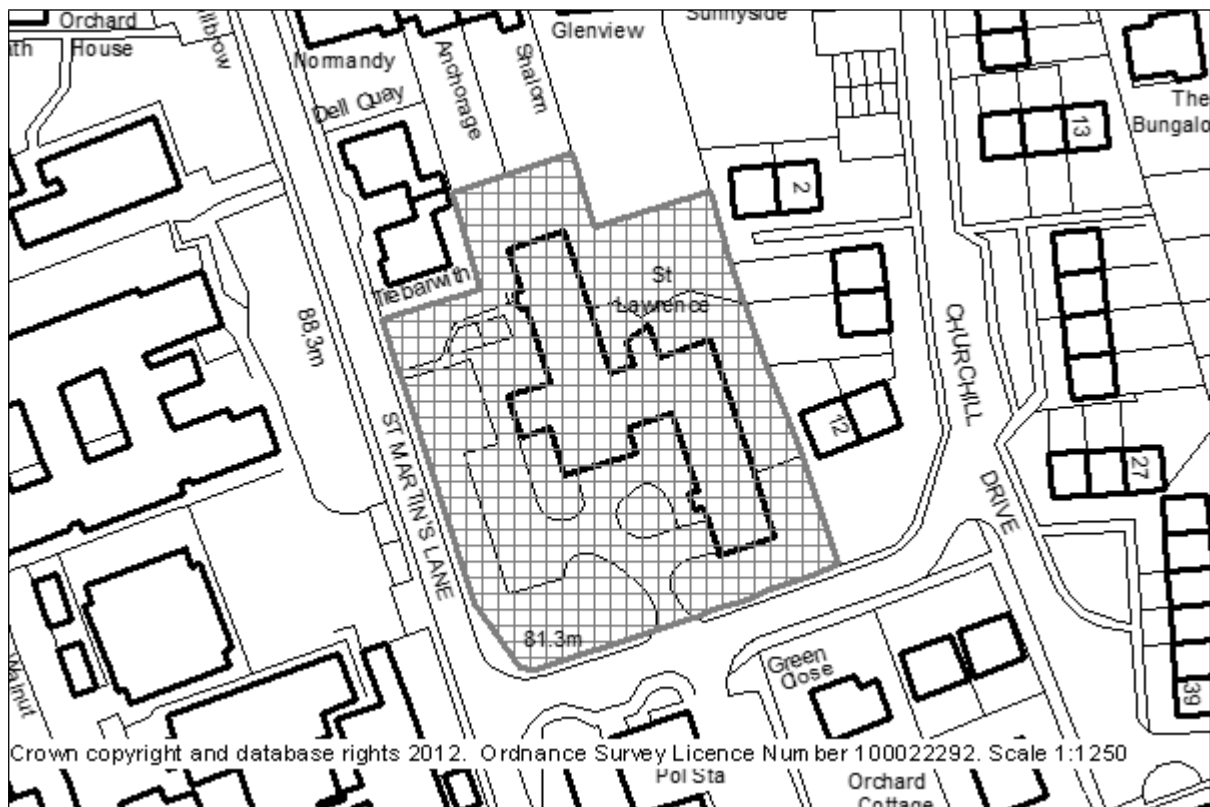 Orchard
House
Normandy
Anchorage
Shalom
Glenview
Sunnyside
Dell Quay
Trebarwith
St
Lawrence
2
13
The
12
27
39
88.3m
81.3m
ST MARTIN'S LANE
CHURCHILL
DRIVE
Green
Close
Walnut
Crown copyright and database rights 2012. Ordnance Survey Licence Number 100022292. Scale 1:1250
Pol Sta
Orchard
Cottage